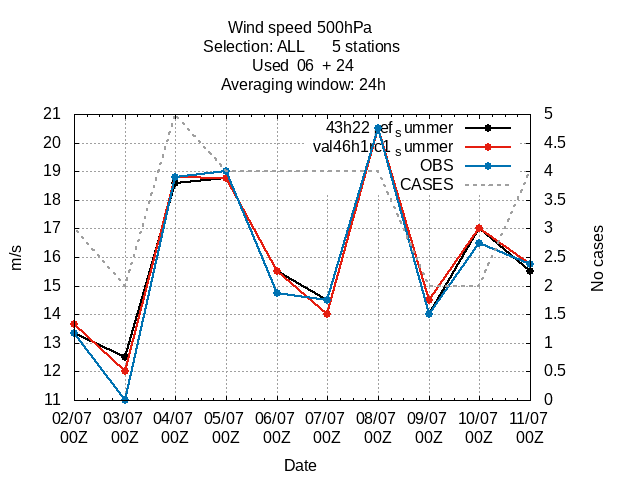 Wind speed 500hPa
Selection: ALL 5 stations
Used 06 + 24
Averaging window: 24h
43h22 ref summer
val46h1rc1 summer
OBS
CASES
21
20
19
18
17
16
15
14
13
12
11
5
4.5
4
3.5
3
2.5
2
1.5
1
0.5
0
m/s
No cases
02/07 03/07 04/07 05/07 06/07 07/07 08/07 09/07 10/07 11/07
00Z 00Z 00Z 00Z 00Z 00Z 00Z 00Z 00Z 00Z
Date